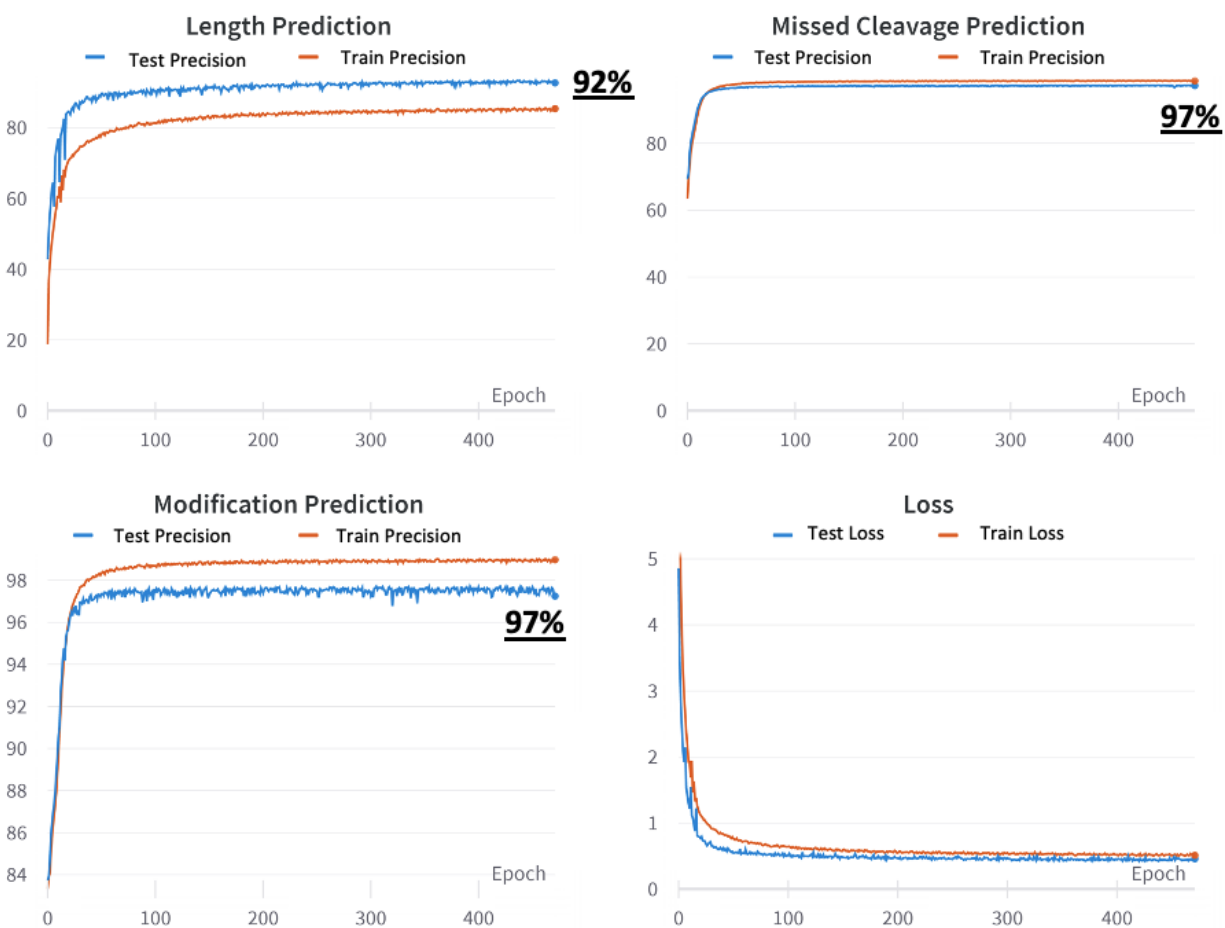 Length Prediction
Test Precision Train Precision
92%
80
60
40
20
0
Epoch
0 100 200 300 400
Missed Cleavage Prediction
Test Precision Train Precision
97%
80
60
40
20
0
Epoch
0 100 200 300 400
Modification Prediction
Test Precision Train Precision
98
97%
96
94
92
90
88
86
84
Epoch
0 100 200 300 400
Loss
Test Loss Train Loss
5
4
3
2
1
0
Epoch
0 100 200 300 400